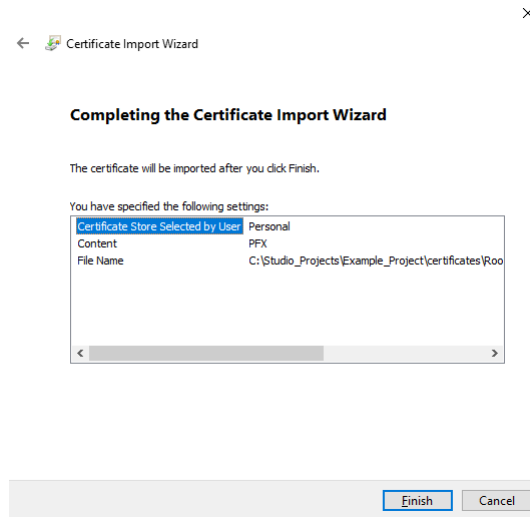 Certificate Import Wizard
Completing the Certificate Import Wizard
The certificate will be imported after you click Finish.
You have specified the following settings:
Certificate Store Selected by User Personal
Content PFX
File Name C:\Studio_Projects\Example_Project\certificates\Roo
Finish Cancel